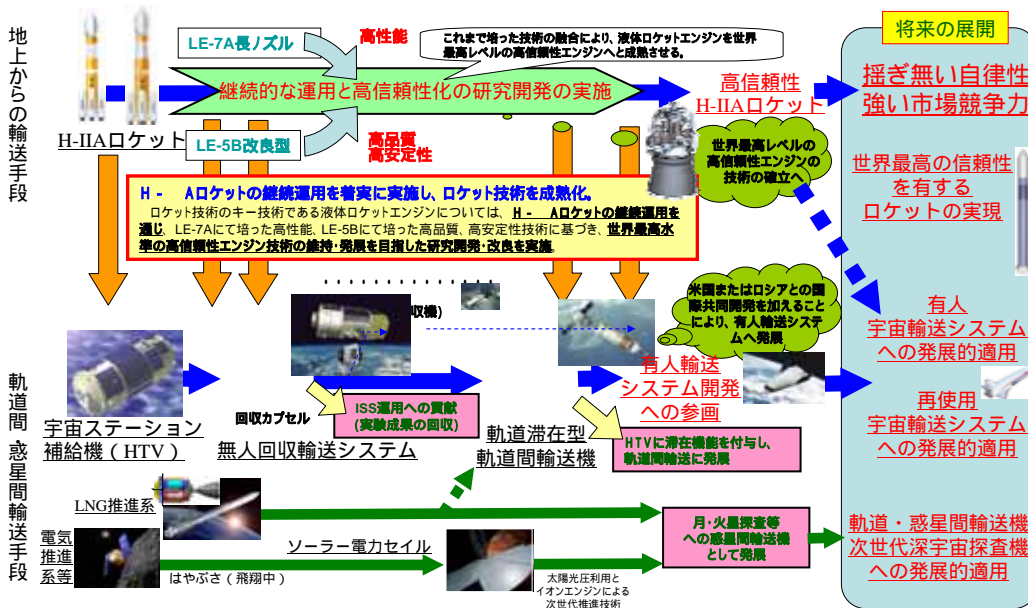 地上からの輸送手段
H-IIAロケット
LE-7A長ノズル
高性能
これまで培った技術の融合により、液体ロケットエンジンを世界
最高レベルの高信頼性エンジンへと成熟させる。
継続的な運用と高信頼性化の研究開発の実施
LE-5B改良型
高品質
高安定性
高信頼性
H-IIAロケット
世界最高レベルの
高信頼性エンジンの
技術の確立へ
H-　Aロケットの継続運用を着実に実施し、ロケット技術を成熟化。
ロケット技術のキー技術である液体ロケットエンジンについては、H-　Aロケットの継続運用を
通じ、LE-7Aにて培った高性能、LE-5Bにて培った高品質、高安定性技術に基づき、世界最高水
準の高信頼性エンジン技術の維持・発展を目指した研究開発・改良を実施。
将来の展開
揺ぎ無い自律性
強い市場競争力
世界最高の信頼性
を有する
ロケットの実現
有人
宇宙輸送システム
への発展的適用
再使用
宇宙輸送システム
への発展的適用
軌道・惑星間輸送機
次世代深宇宙探査機
への発展的適用
軌道間・惑星間輸送手段
宇宙ステーション
補給機（HTV）
収機)
回収カプセル
ISS運用への貢献
(実験成果の回収)
無人回収輸送システム
軌道滞在型
軌道間輸送機
米国またはロシアとの国
際共同開発を加えること
により、有人輸送システ
ムへ発展
有人輸送
システム開発
への参画
HTVに滞在機能を付与し、
軌道間輸送に発展
LNG推進系
電気
推進
系等
はやぶさ（飛翔中）
ソーラー電力セイル
太陽光圧利用と
イオンエンジンによる
次世代推進技術
月・火星探査等
への惑星間輸送機
として発展